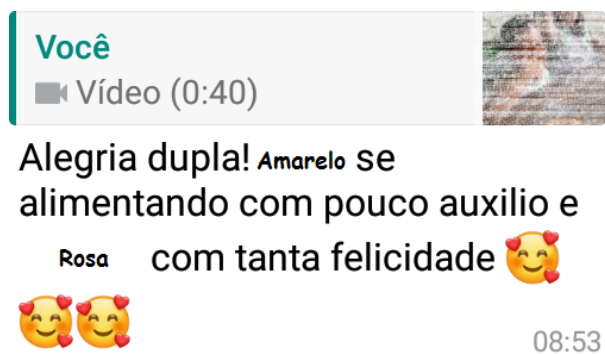 Você
Vídeo (0:40)
Alegria dupla! Amarelo se
alimentando com pouco auxilio e
Rosa com tanta felicidade 🥰
🥰🥰
08:53